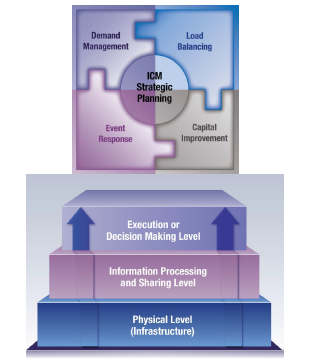 Demand
Management
Load
Balancing
ICM
Strategic
Planning
Event
Response
Capital
Improvement
Execution or
Decision Making Level
Information Processing
and Sharing Level
Physical Level
(Infrastructure)